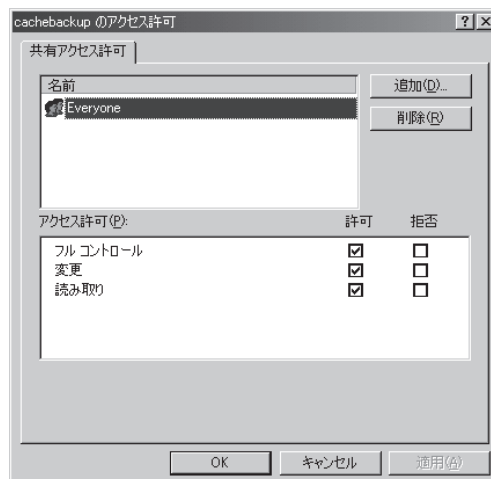 cachebackup のアクセス許可
共有アクセス許可
名前
追加(D)...
Everyone
削除(R)
アクセス許可(P):
許可
拒否
フル コントロール
変更
読み取り
OK
キャンセル
適用(A)